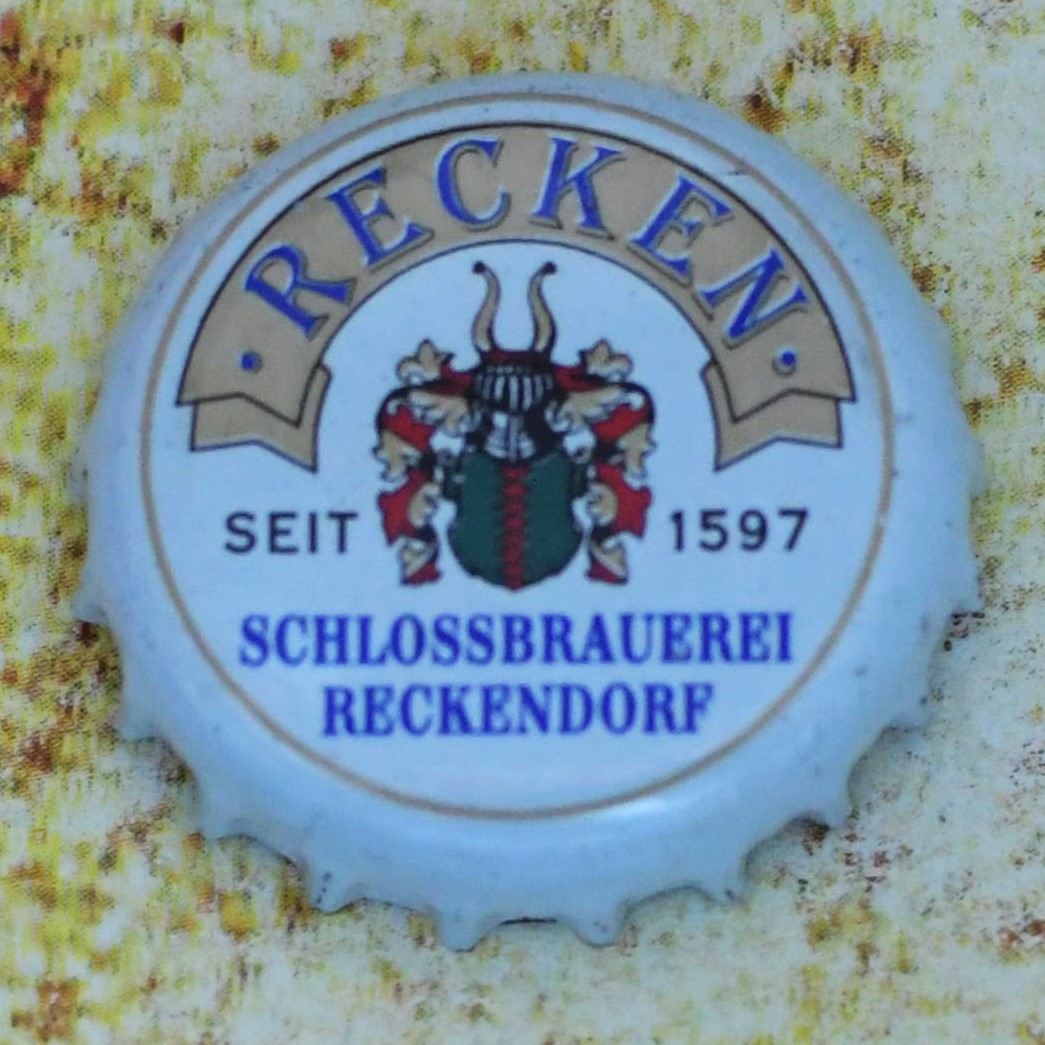 RECKEN
SEIT 1597
SCHLOSSBRAUEREI
RECKENDORF